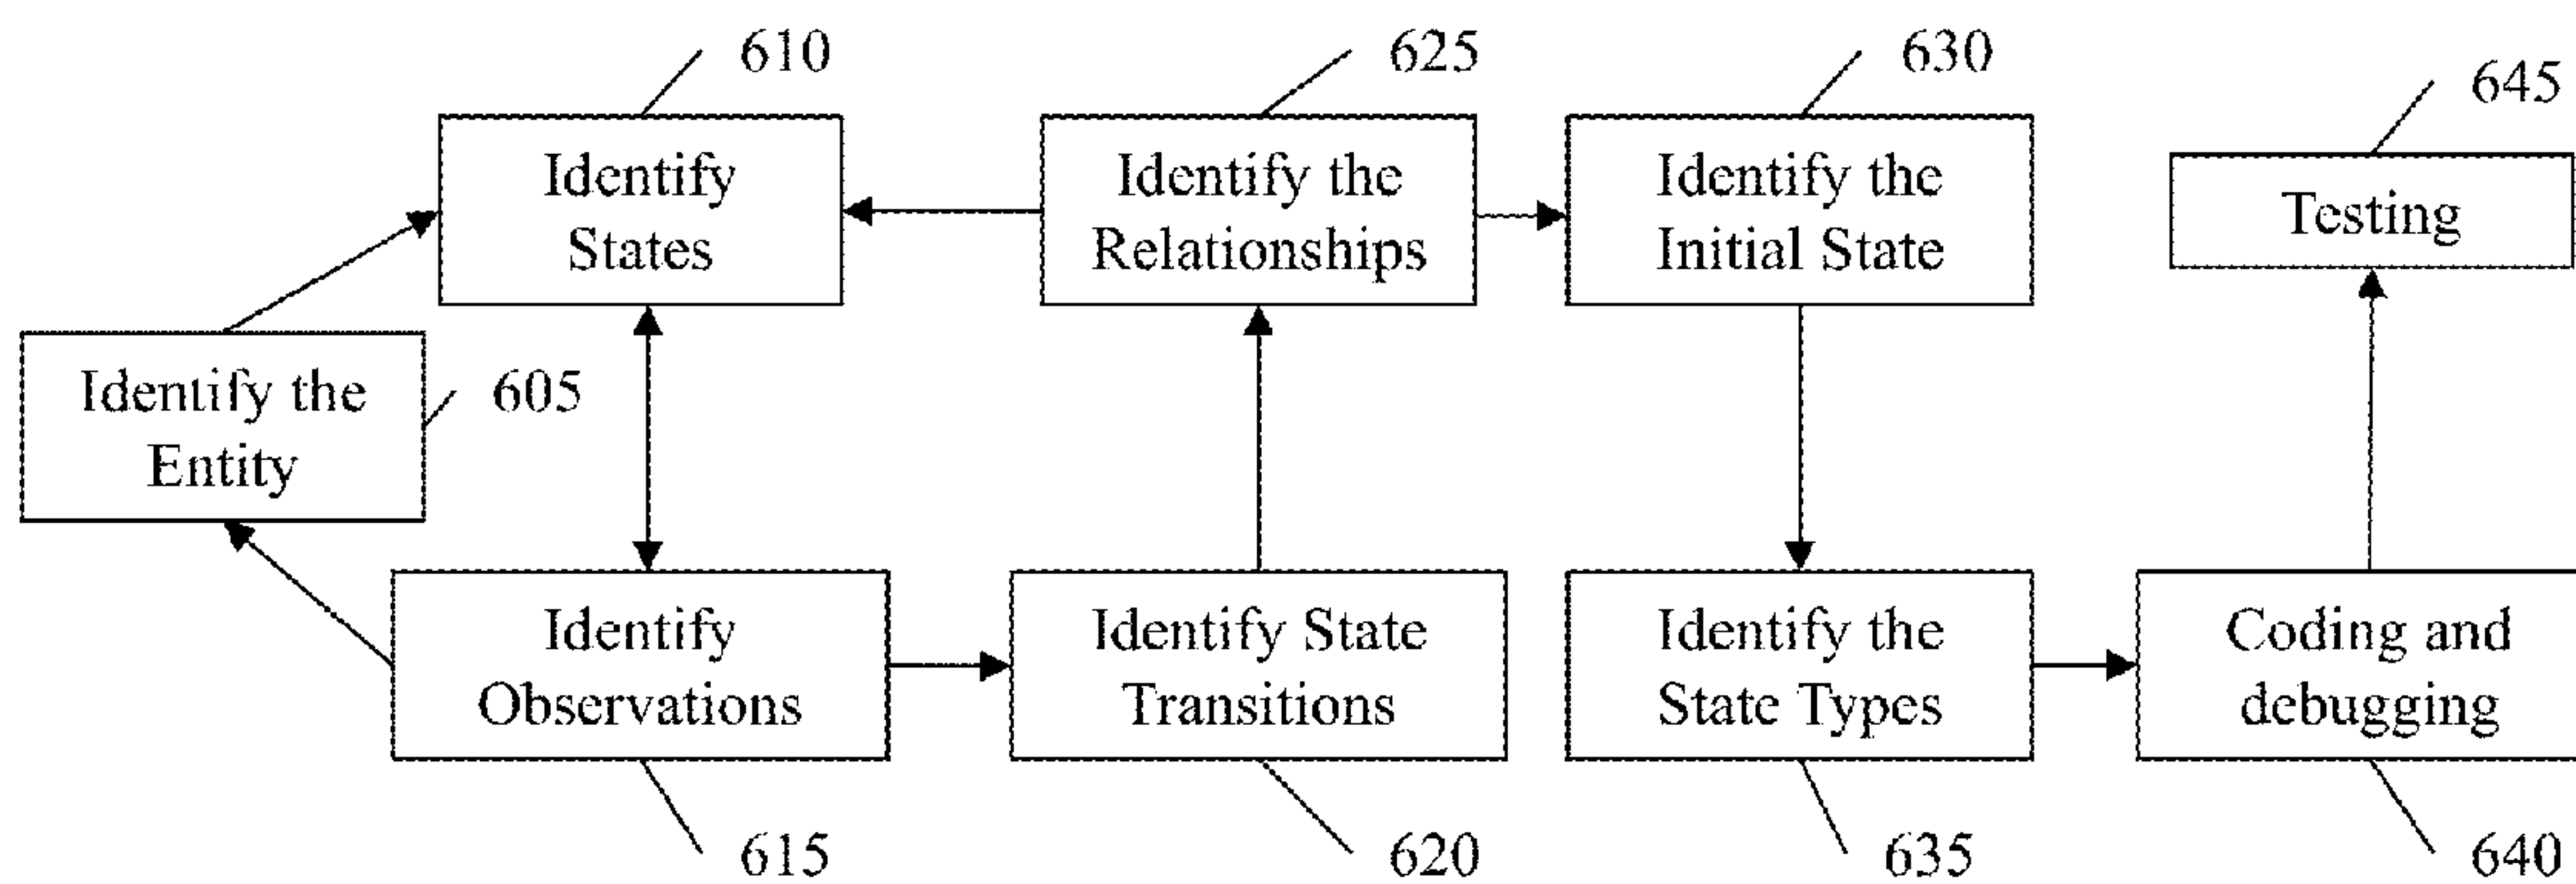 610
625
630
645
Identify
States
Identify the
Relationships
Identify the
Initial State
Testing
Identify the
Entity
605
Identify
Observations
Identify State
Transitions
Identify the
State Types
Coding and
debugging
615
620
635
640